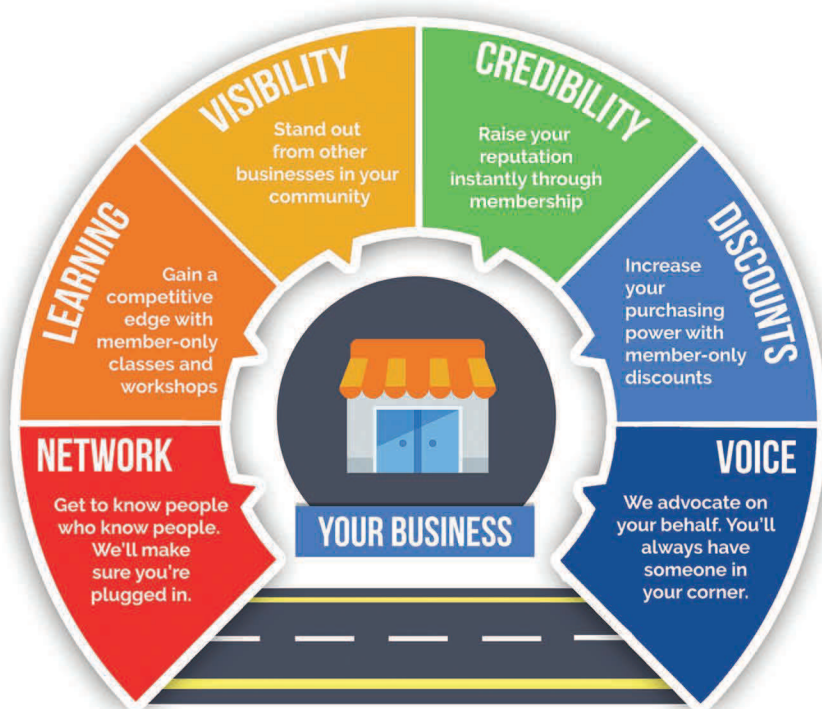 NETWORK
Get to know people
who know people.
We'll make
sure you're
plugged in.
LEARNING
Gain a
competitive
edge with
member-only
classes and
workshops
VISIBILITY
Stand out
from other
businesses in your
community
CREDIBILITY
Raise your
reputation
instantly through
membership
DISCOUNTS
Increase
your
purchasing
power with
member-only
discounts
VOICE
We advocate on
your behalf. You'll
always have
someone in
your corner.
YOUR BUSINESS